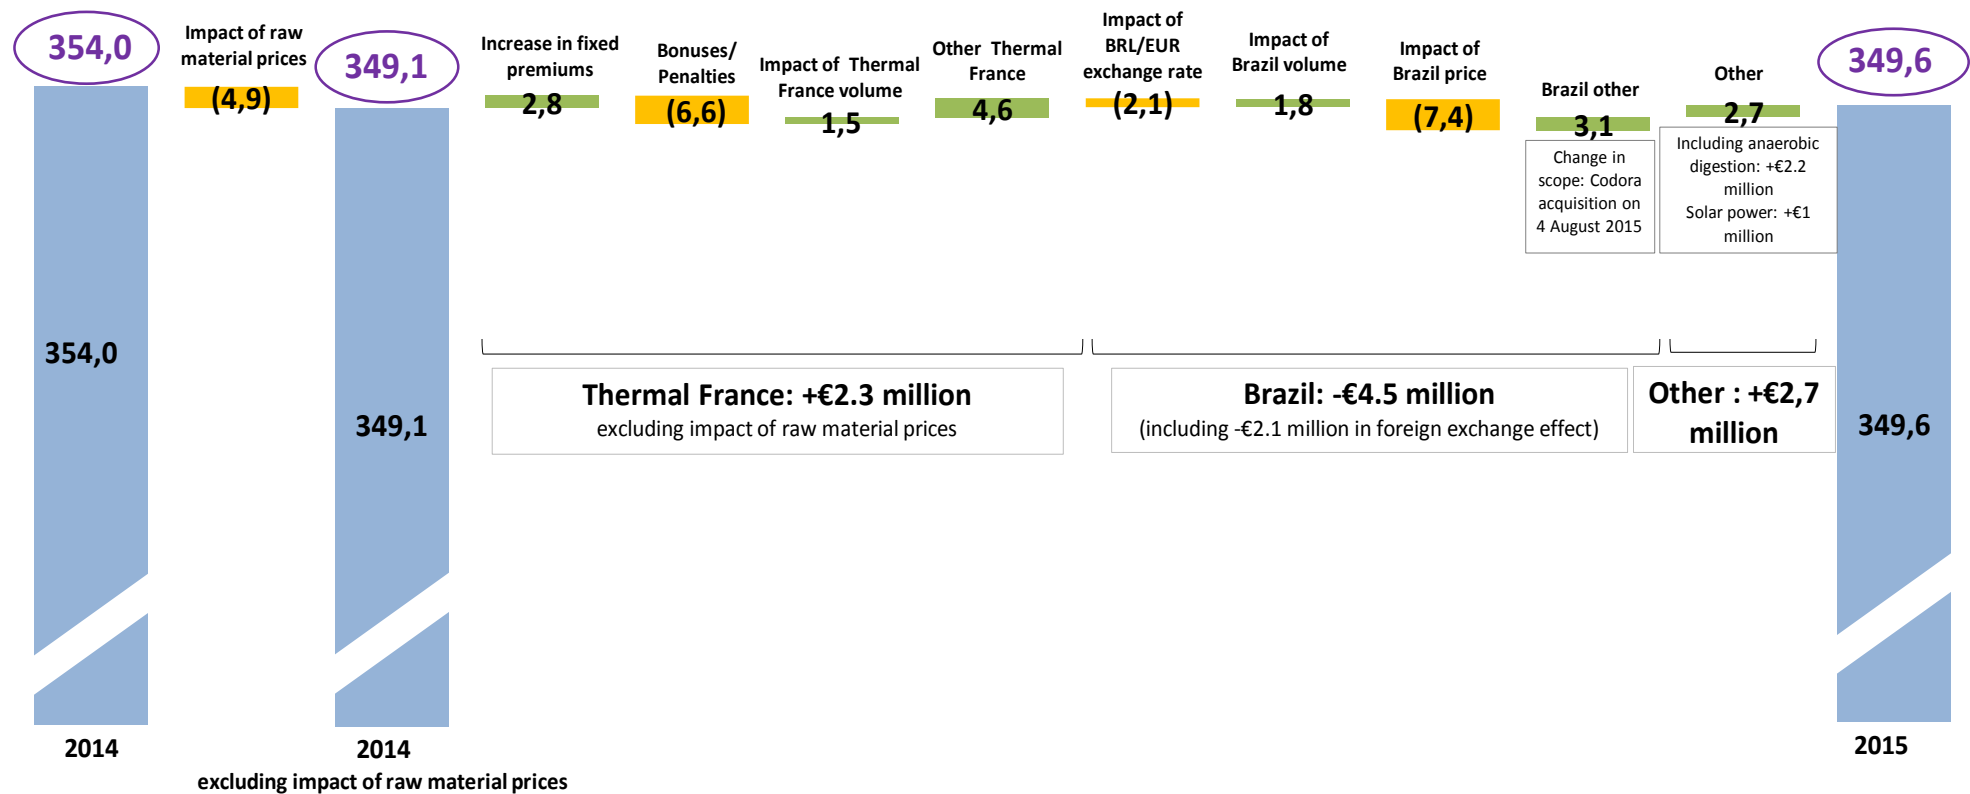 354,0
Impact of raw
material prices
(4,9)
349,1
Increase in fixed
premiums
2,8
Bonuses/
Penalties
(6,6)
Impact of Thermal
France volume
1,5
Other Thermal
France
4,6
Impact of
BRL/EUR
exchange rate
(2,1)
Impact of
Brazil volume
1,8
Impact of
Brazil price
(7,4)
Brazil other
3,1
Change in
scope: Codora
acquisition on
4 August 2015
Other
2,7
Including anaerobic
digestion: +€2.2
million
Solar power: +€1
million
349,6
354,0
349,1
Thermal France: +€2.3 million
excluding impact of raw material prices
Brazil: -€4.5 million
(including -€2.1 million in foreign exchange effect)
Other : +€2,7
million
349,6
2014
2014
excluding impact of raw material prices
2015